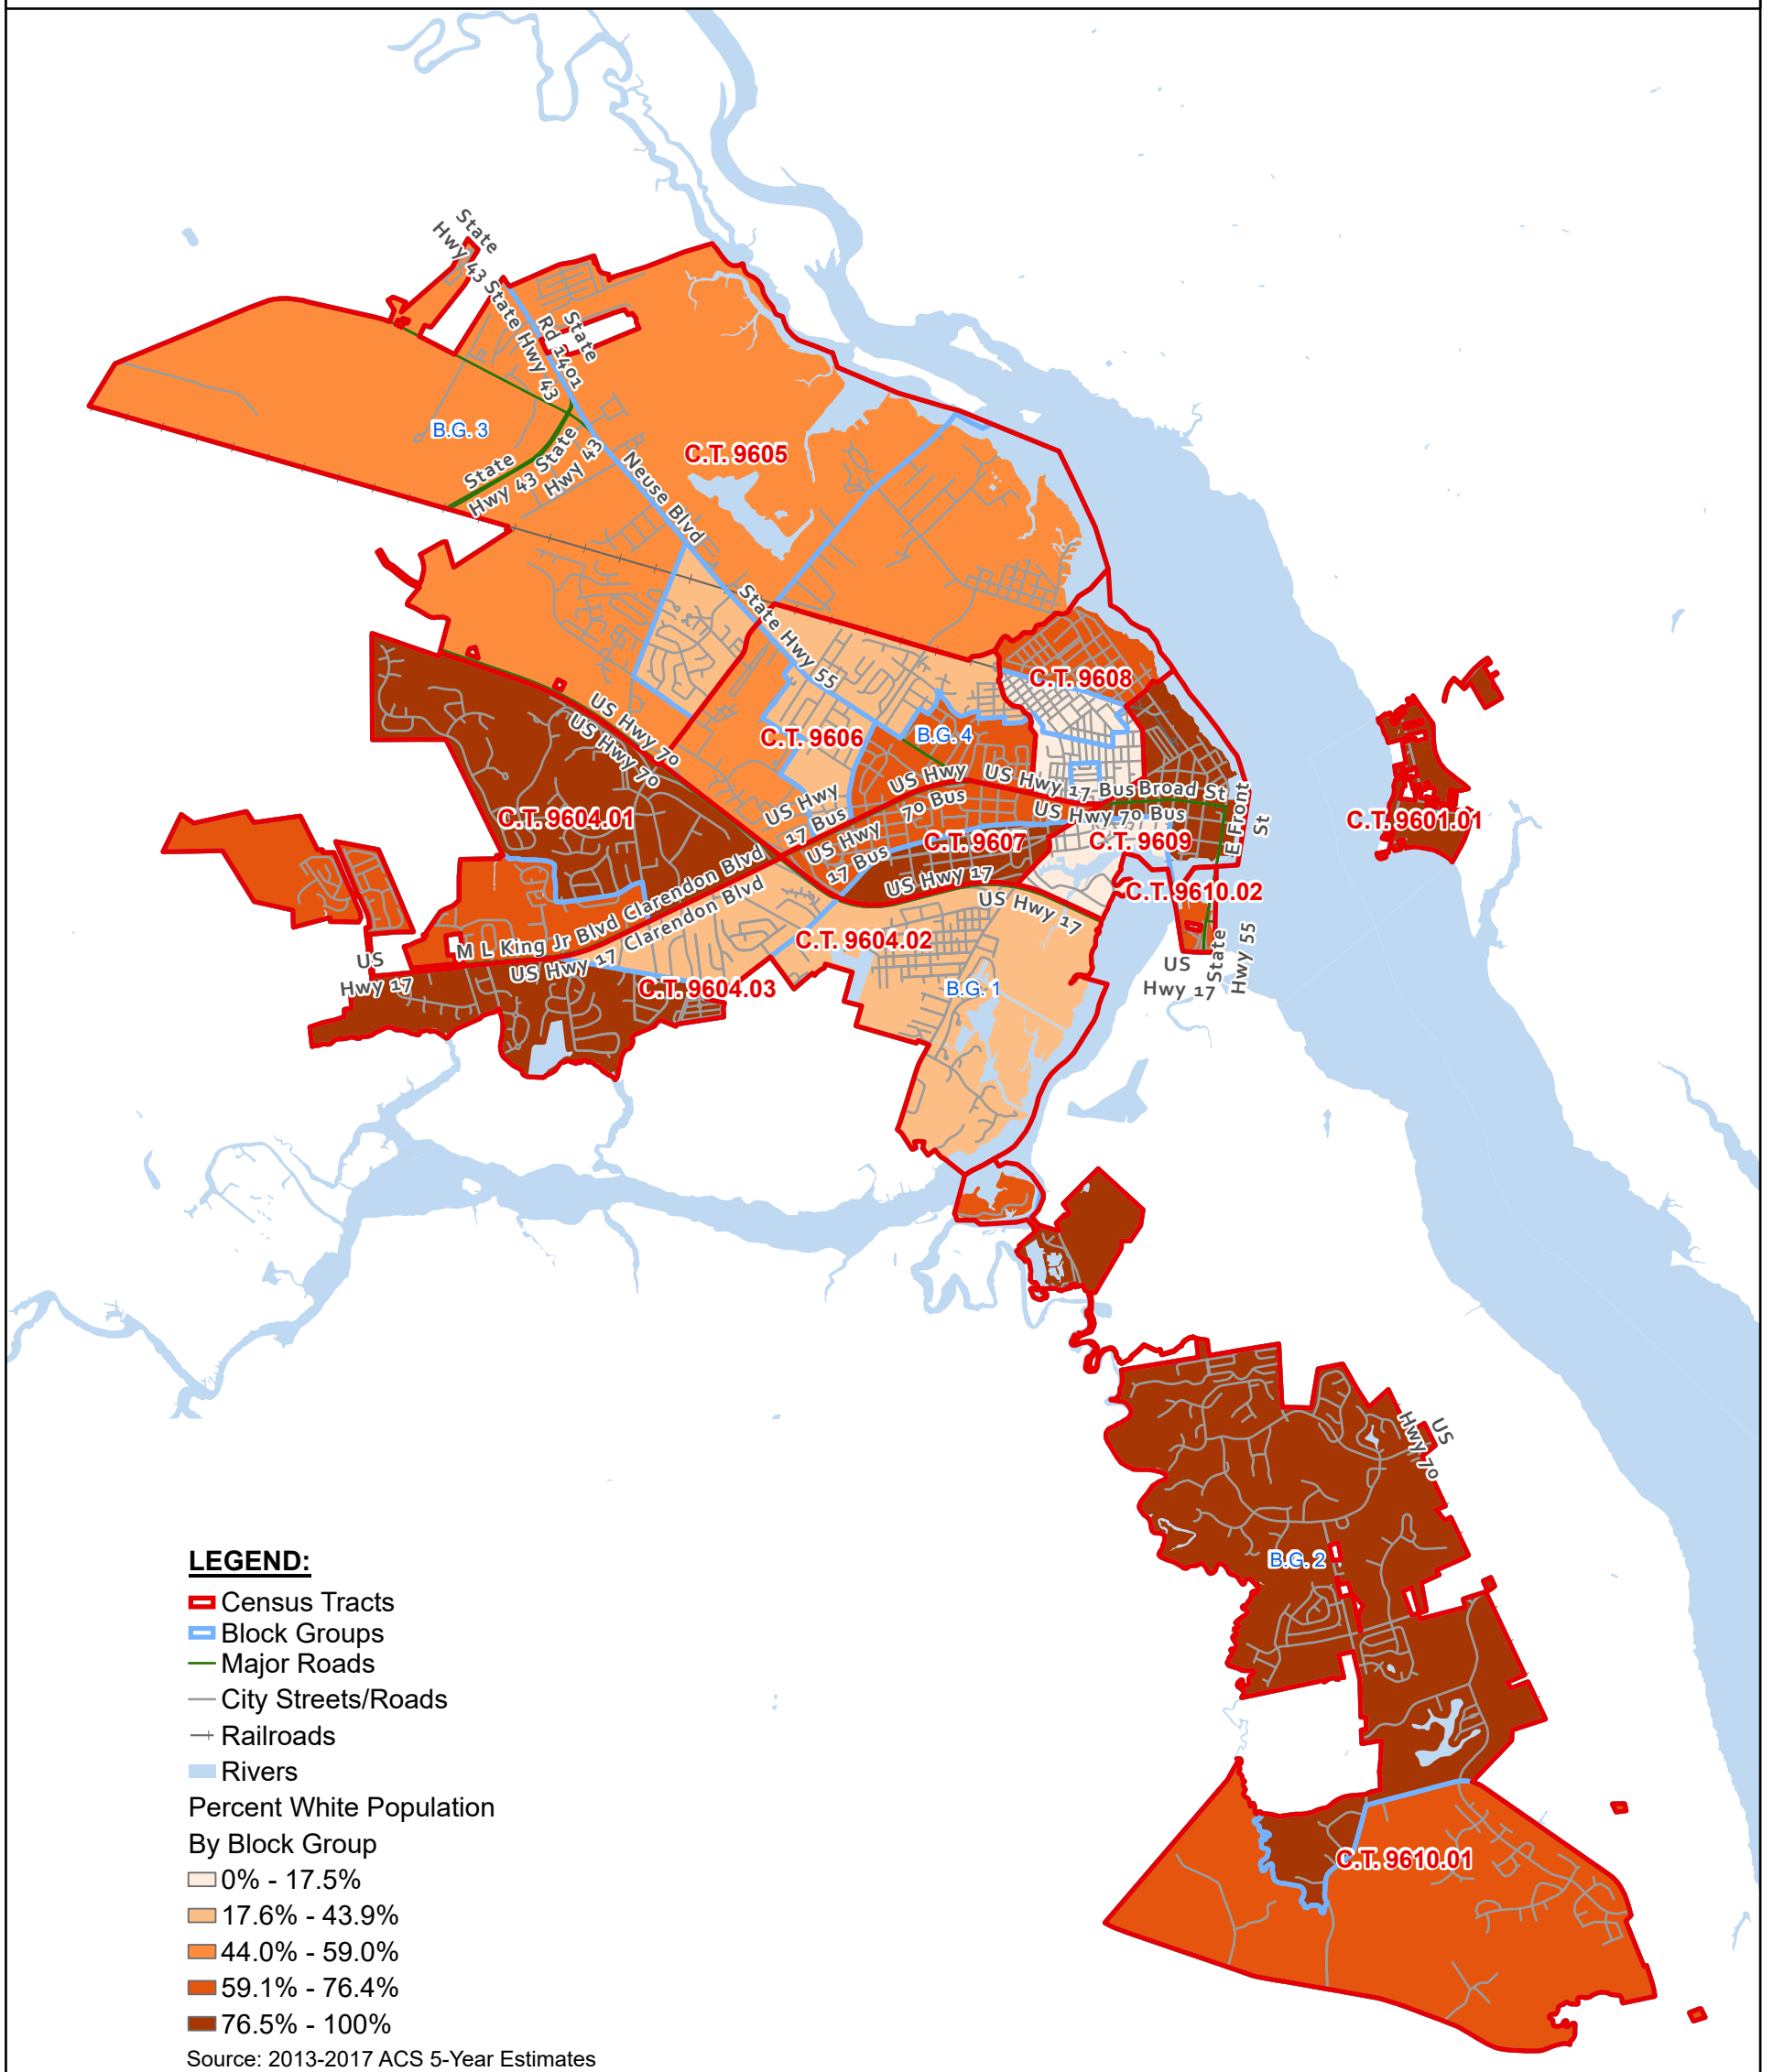 State
Hwy 43
State Hwy 43
State
Rd 1401
B.G. 3
State
Hwy 43
State
Hwy 43
C.T. 9605
Neuse Blvd
State Hwy 55
C.T. 9608
US Hwy 70
US Hwy 70
C.T. 9606
B.G. 4
US Hwy
70 Bus
US Hwy 17 Bus
Broad St
US Hwy 70 Bus
US Hwy
17 Bus
E Front
St
C.T. 9604.01
US Hwy
17 Bus
C.T. 9607
C.T. 9609
C.T. 9601.01
US Hwy 17
US Hwy 17
C.T. 9610.02
M L King Jr Blvd
Clarendon Blvd
Clarendon Blvd
US Hwy 17
C.T. 9604.02
US
Hwy 17
US
Hwy 17
State
Hwy 55
C.T. 9604.03
B.G. 1
US
Hwy 70
B.G. 2
C.T. 9610.01
LEGEND:
Census Tracts
Block Groups
Major Roads
City Streets/Roads
Railroads
Rivers
Percent White Population
By Block Group
0% - 17.5%
17.6% - 43.9%
44.0% - 59.0%
59.1% - 76.4%
76.5% - 100%
Source: 2013-2017 ACS 5-Year Estimates